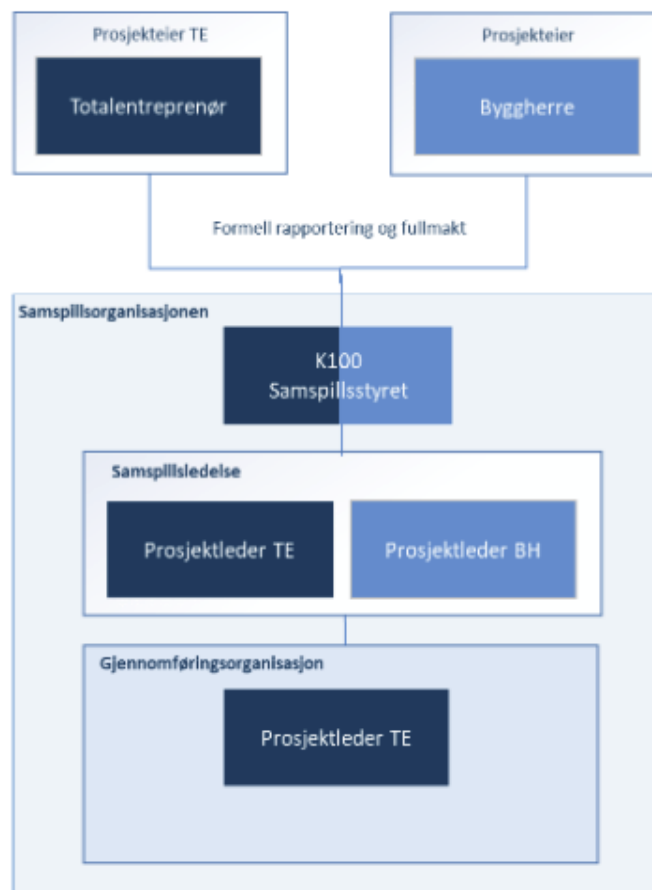 Prosjekteier TE
Totalentreprenør
Prosjekteier
Byggherre
Formell rapportering og fullmakt
Samspillsorganisasjonen
K100
Samspillsstyret
Samspillsledelse
Prosjektleder TE
Prosjektleder BH
Gjennomføringsorganisasjon
Prosjektleder TE